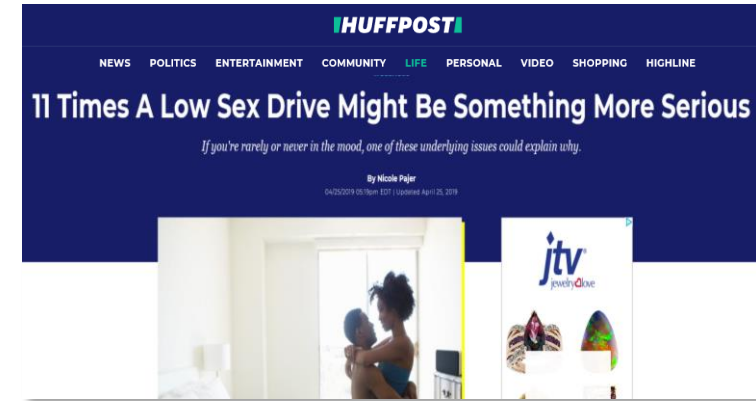 HUFFPOST
NEWS POLITICS ENTERTAINMENT COMMUNITY LIFE PERSONAL VIDEO SHOPPING HIGHLINE
11 Times A Low Sex Drive Might Be Something More Serious
If you're rarely or never in the mood, one of these underlying issues could explain why.
By Nicole Pajer
04/25/2019 05:19pm EDT | Updated April 25, 2019
jtv
jewelry love